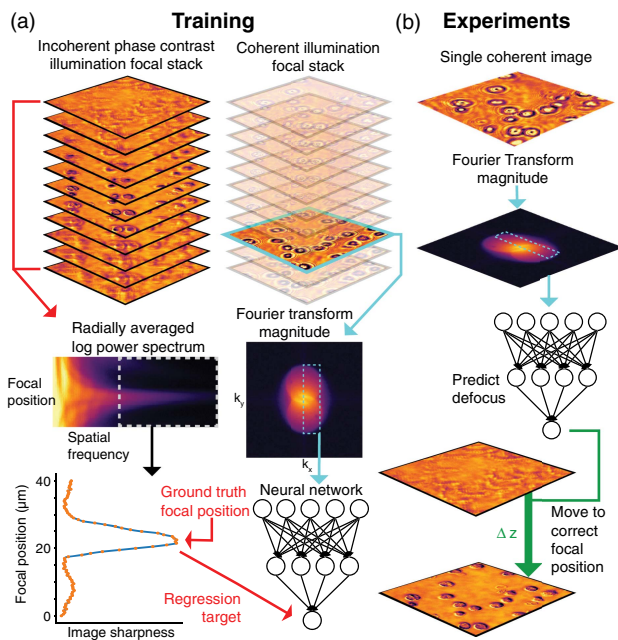 (a)
Training
Incoherent phase contrast
illumination focal stack
Coherent illumination
focal stack
Radially averaged
log power spectrum
Focal
position
Spatial
frequency
Fourier transform
magnitude
k_y
k_x
Focal position (μm)
40
20
0
Image sharpness
Ground truth
focal position
Regression
target
Neural network
(b)
Experiments
Single coherent image
Fourier Transform
magnitude
Predict
defocus
Δ z
Move to
correct
focal
position